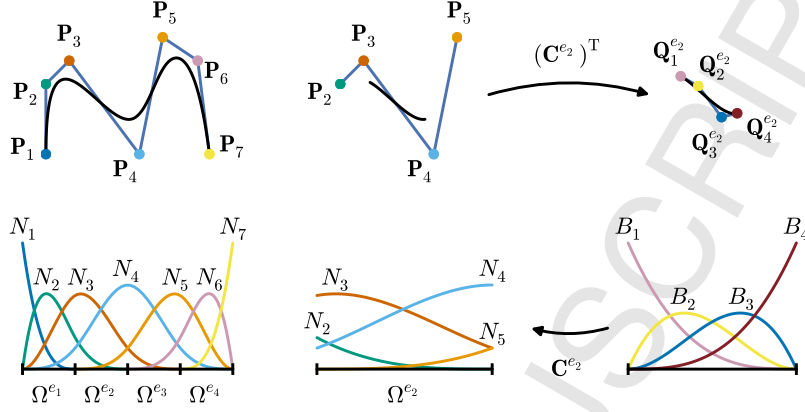 P₁ P₂ P₃ P₄ P₅ P₆ P₇
P₂ P₃ P₄ P₅
(C^{e₂})^T
Q₁^{e₂} Q₂^{e₂} Q₃^{e₂} Q₄^{e₂}
N₁ N₂ N₃ N₄ N₅ N₆ N₇
Ω^{e₁} Ω^{e₂} Ω^{e₃} Ω^{e₄}
N₂ N₃ N₄ N₅
Ω^{e₂}
C^{e₂}
B₁ B₂ B₃ B₄